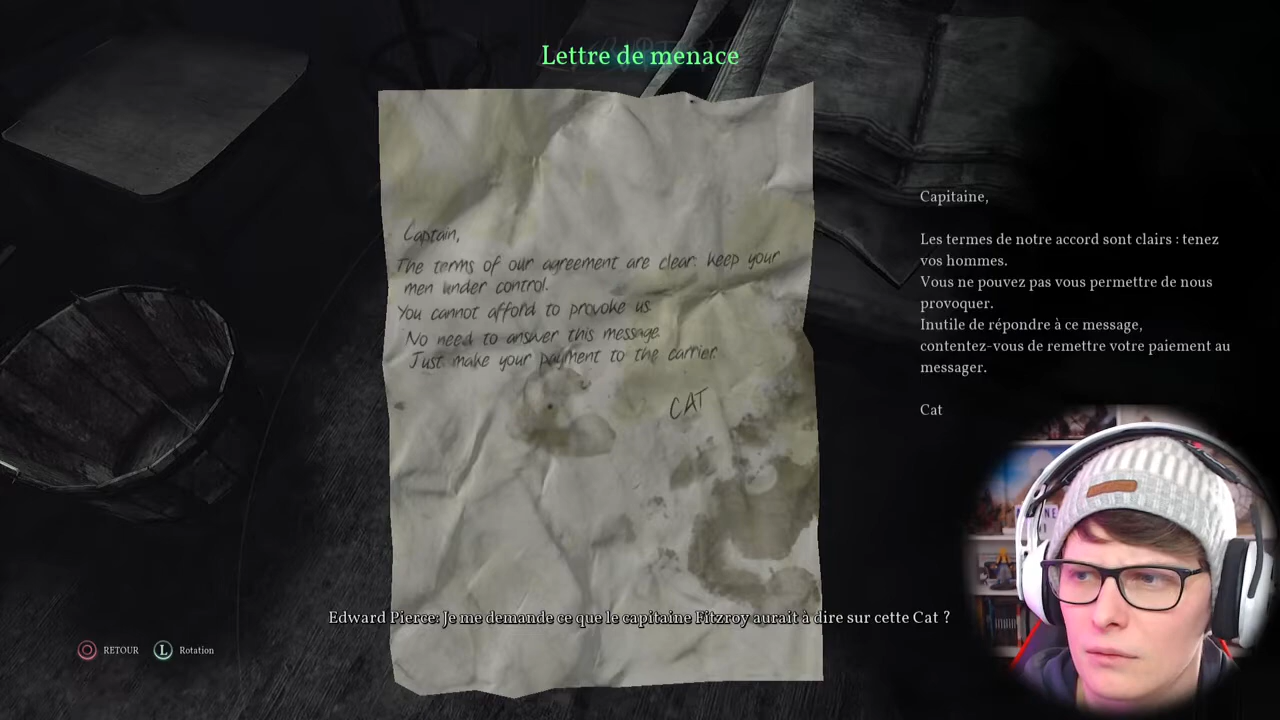 Lettre de menace
Captain,
The terms of our agreement are clear: keep your
men under control.
You cannot afford to provoke us
No need to answer this message.
Just make your payment to the carrier.
CAT
Capitaine,
Les termes de notre accord sont clairs : tenez
vos hommes.
Vous ne pouvez pas vous permettre de nous
provoquer.
Inutile de répondre à ce message,
contentez-vous de remettre votre paiement au
messager.
Cat
Edward Pierce: Je me demande ce que le capitaine Fitzroy aurait à dire sur cette Cat ?
RETOUR
L Rotation